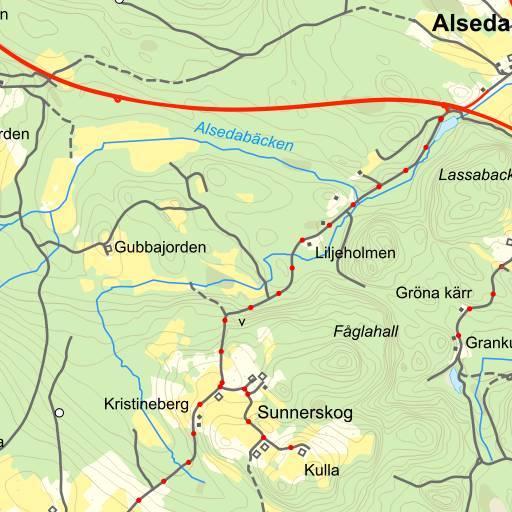 n
Alseda
rden
Alsedabäcken
Lassaback
Gubbajorden
Liljeholmen
Gröna kärr
Fåglahall
Granku
v
Kristineberg
Sunnerskog
a
Kulla